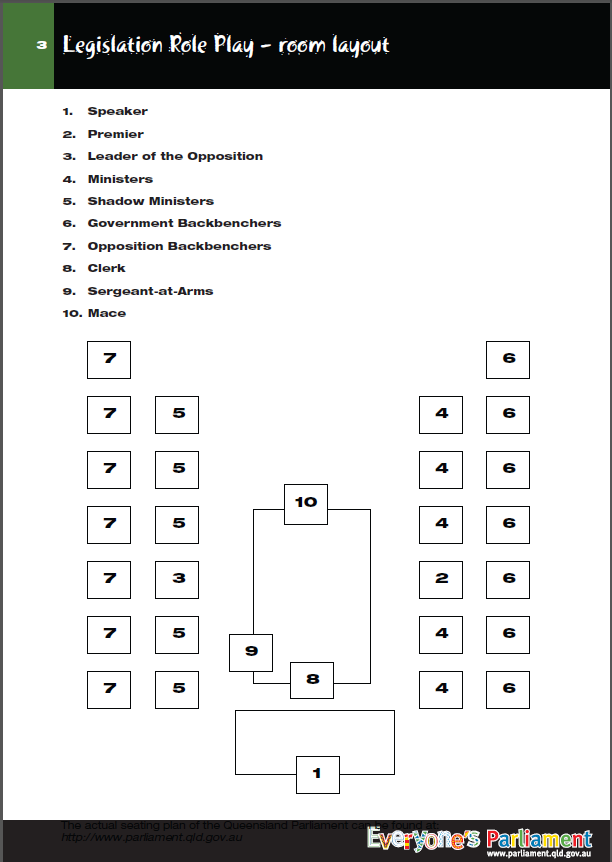 3 Legislation Role Play – room layout
1. Speaker
2. Premier
3. Leader of the Opposition
4. Ministers
5. Shadow Ministers
6. Government Backbenchers
7. Opposition Backbenchers
8. Clerk
9. Sergeant-at-Arms
10. Mace
7 6
7 5 4 6
7 5 4 6
10
7 5 4 6
7 3 2 6
7 5 4 6
9
8
7 5 4 6
1
The actual seating plan of the Queensland Parliament can be found at:
http://www.parliament.qld.gov.au
Everyone's Parliament
www.parliament.qld.gov.au